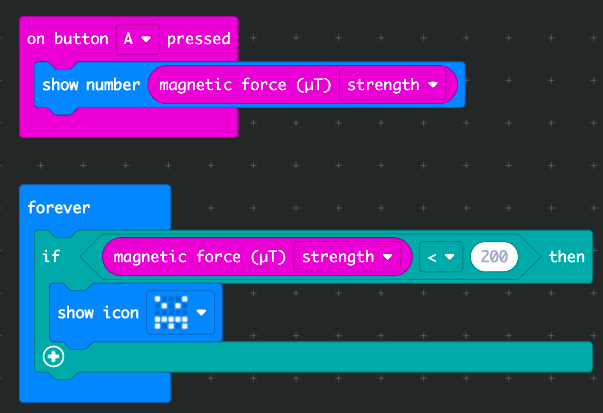 on button A pressed
show number magnetic force (µT) strength
forever
if magnetic force (µT) strength < 200 then
show icon